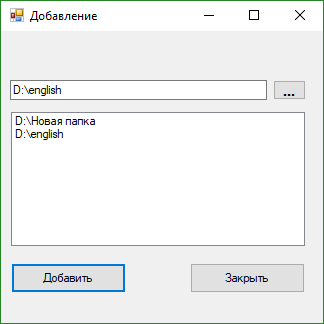 Добавление
D:\english
...
D:\Новая папка
D:\english
Добавить
Закрыть